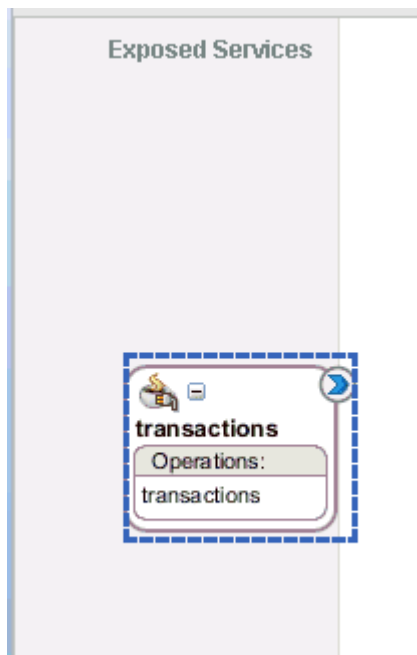 Exposed Services
transactions
Operations:
transactions